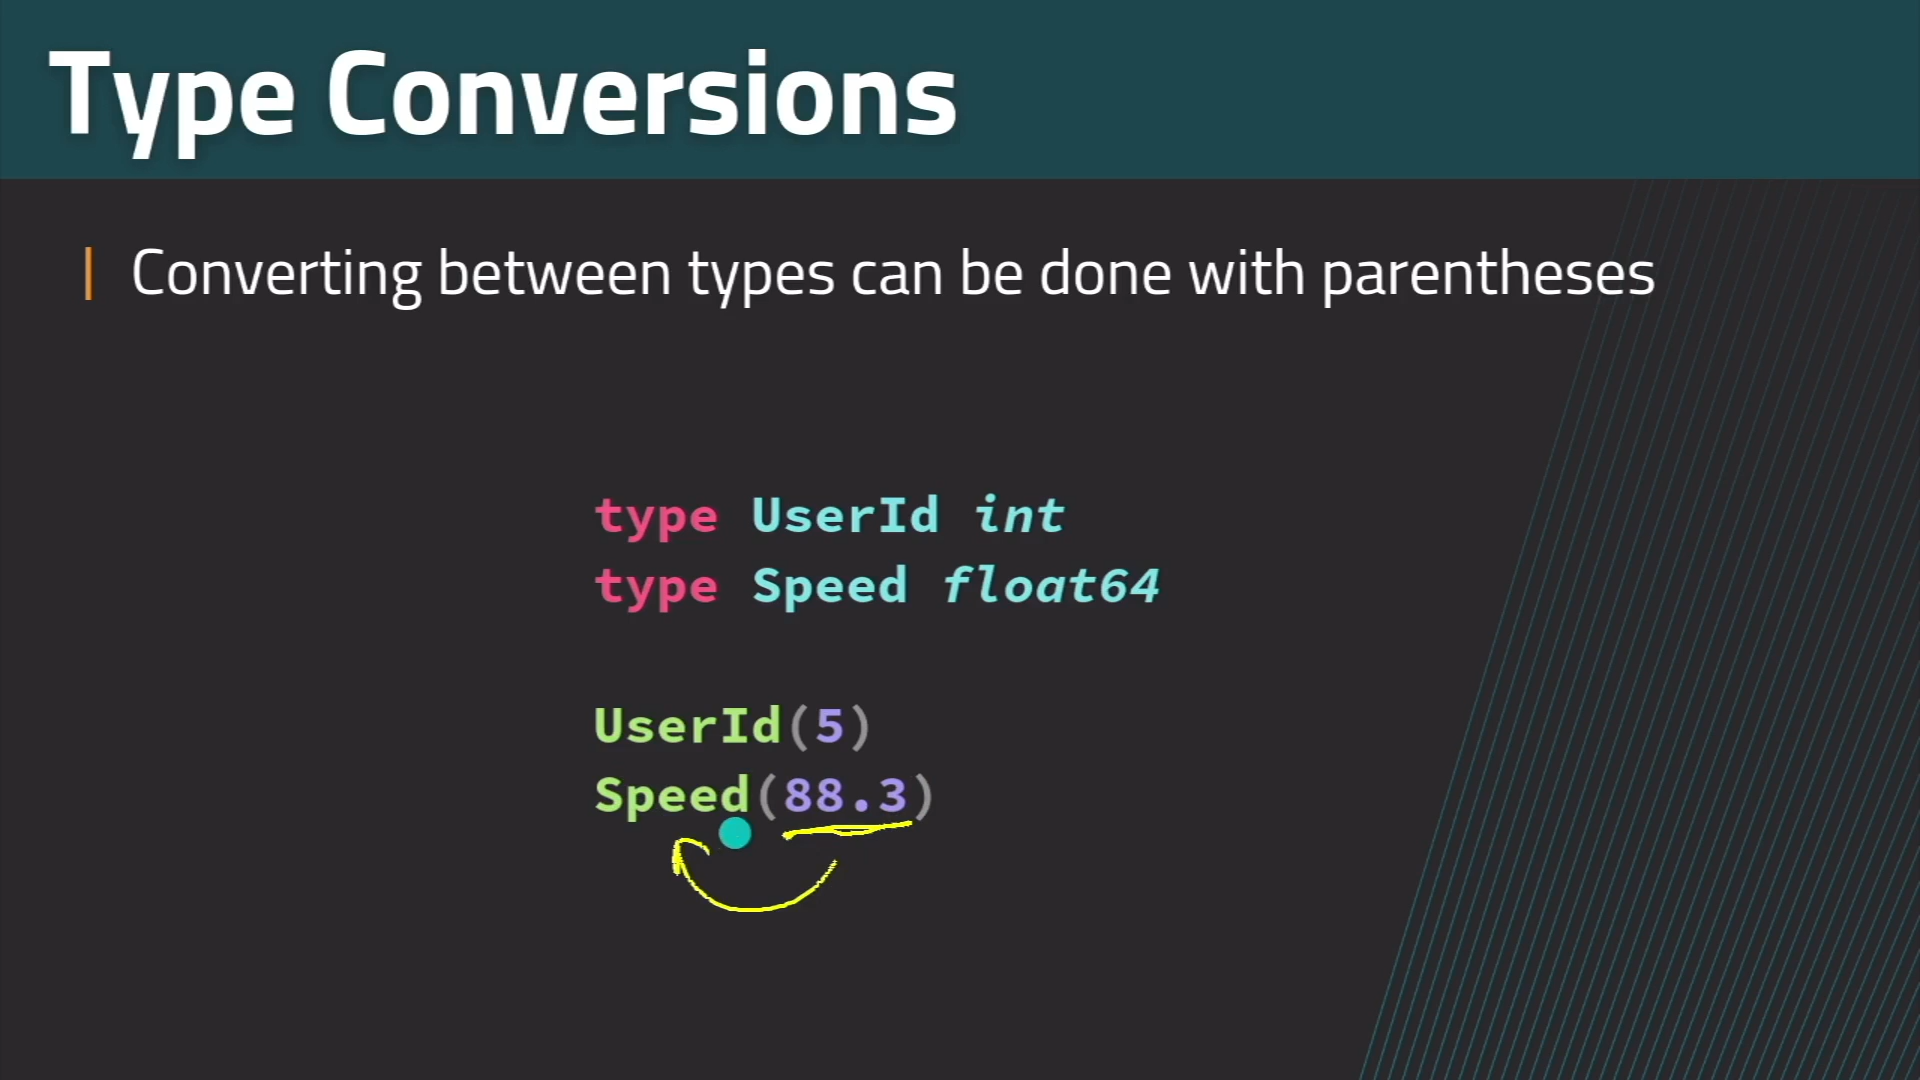 Type Conversions
Converting between types can be done with parentheses
type UserId int
type Speed float64
UserId(5)
Speed(88.3)